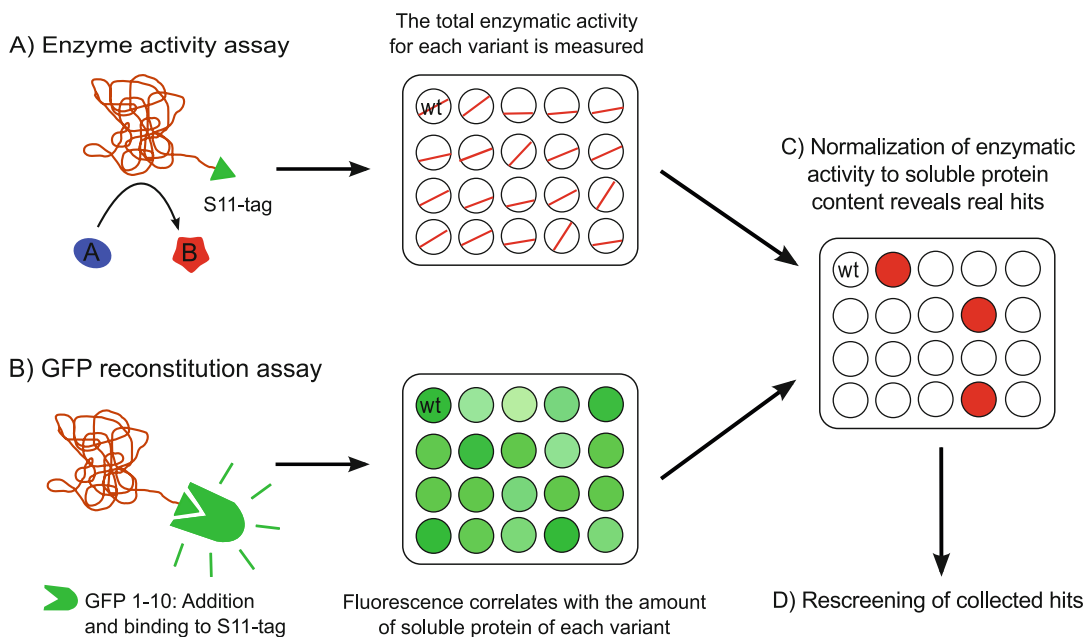 A) Enzyme activity assay
S11-tag
A
B
The total enzymatic activity
for each variant is measured
wt
B) GFP reconstitution assay
GFP 1-10: Addition
and binding to S11-tag
wt
Fluorescence correlates with the amount
of soluble protein of each variant
C) Normalization of enzymatic
activity to soluble protein
content reveals real hits
wt
D) Rescreening of collected hits